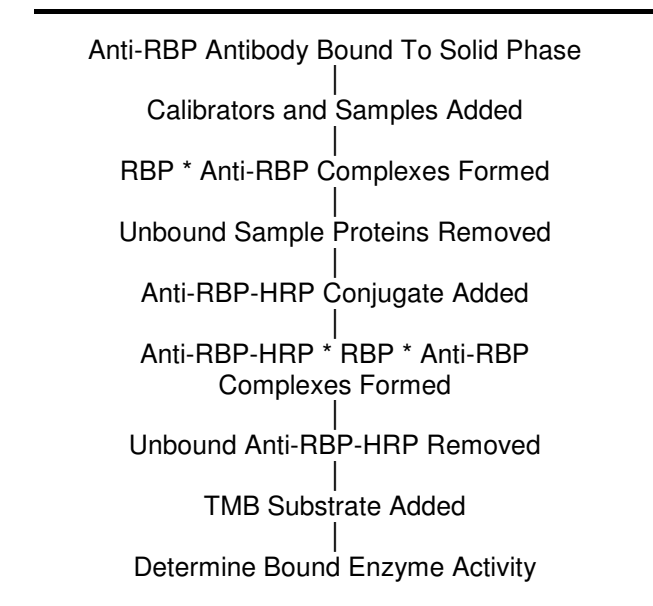 Anti-RBP Antibody Bound To Solid Phase
Calibrators and Samples Added
RBP * Anti-RBP Complexes Formed
Unbound Sample Proteins Removed
Anti-RBP-HRP Conjugate Added
Anti-RBP-HRP * RBP * Anti-RBP
Complexes Formed
Unbound Anti-RBP-HRP Removed
TMB Substrate Added
Determine Bound Enzyme Activity